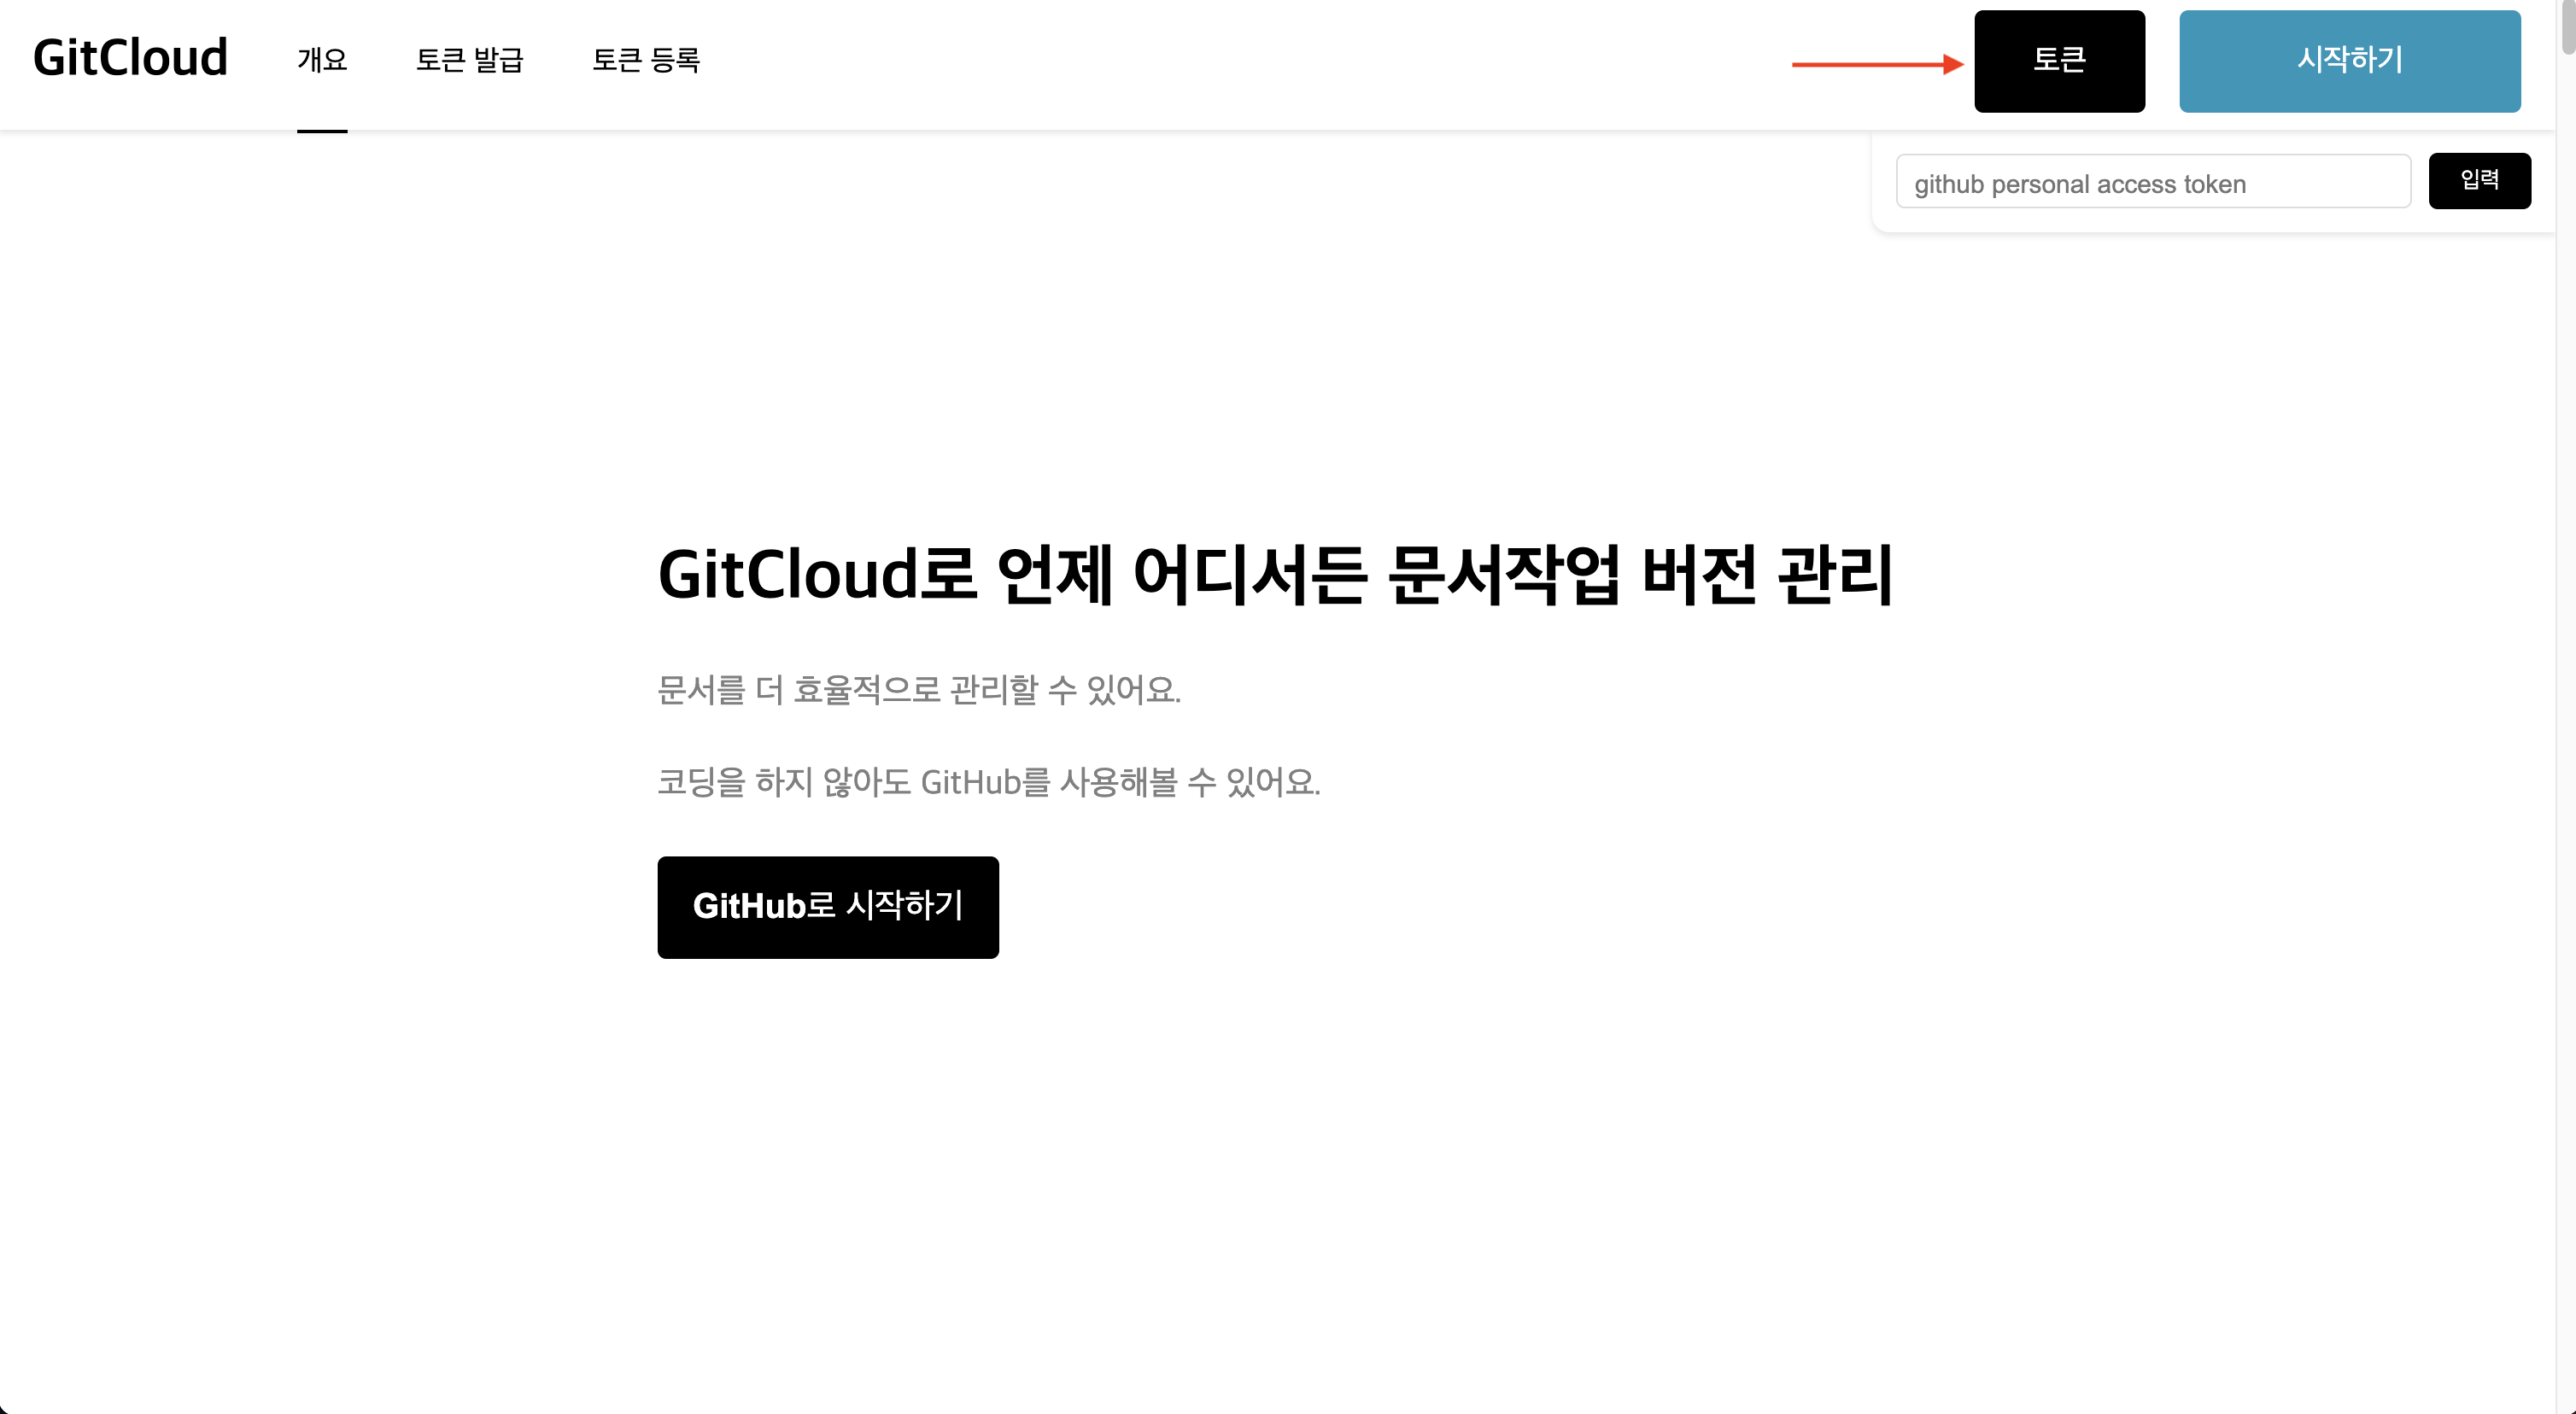 GitCloud 개요 토큰 발급 토큰 등록 토큰 시작하기
github personal access token 입력
GitCloud로 언제 어디서든 문서작업 버전 관리
문서를 더 효율적으로 관리할 수 있어요.
코딩을 하지 않아도 GitHub를 사용해볼 수 있어요.
GitHub로 시작하기